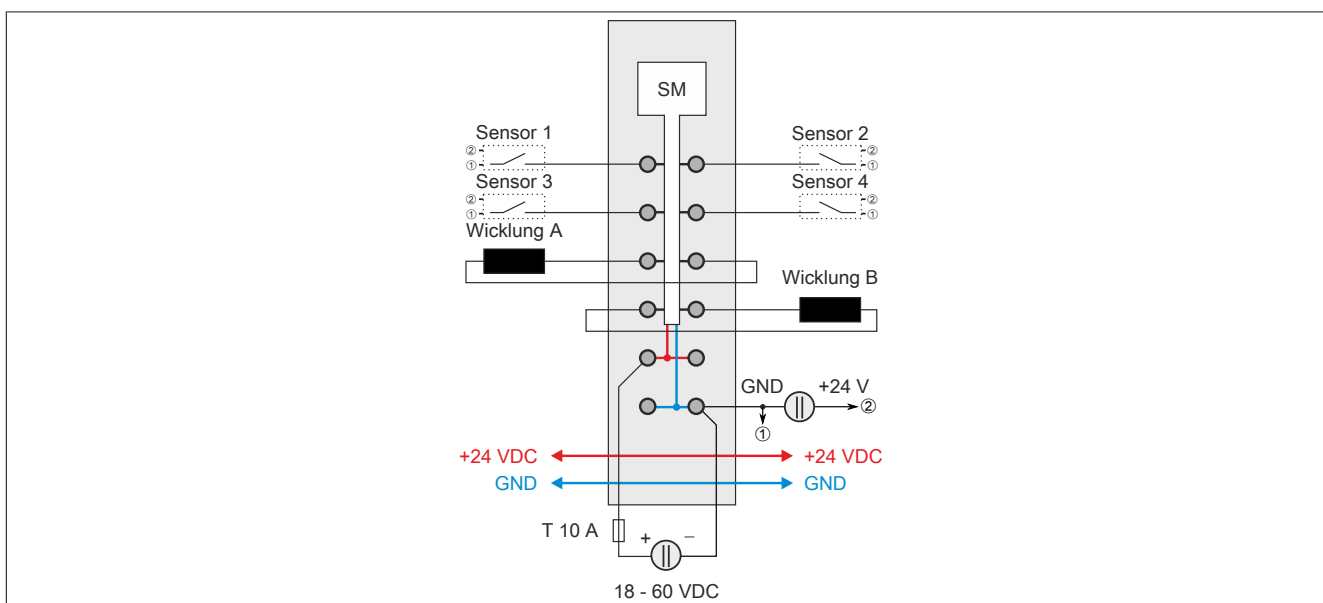 SM
Sensor 1
Sensor 2
②
①
②
①
Sensor 3
Sensor 4
②
①
②
①
Wicklung A
Wicklung B
GND
+24 V
②
①
+24 VDC
+24 VDC
GND
GND
T 10 A
+
–
18 - 60 VDC